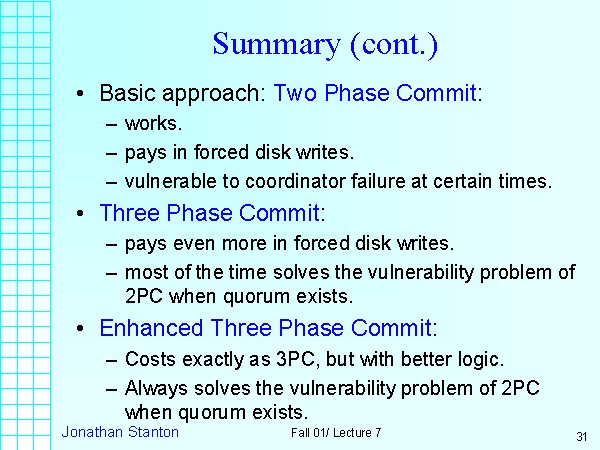 Summary (cont.)
• Basic approach: Two Phase Commit:
– works.
– pays in forced disk writes.
– vulnerable to coordinator failure at certain times.
• Three Phase Commit:
– pays even more in forced disk writes.
– most of the time solves the vulnerability problem of
2PC when quorum exists.
• Enhanced Three Phase Commit:
– Costs exactly as 3PC, but with better logic.
– Always solves the vulnerability problem of 2PC
when quorum exists.
Jonathan Stanton
Fall 01/ Lecture 7
31